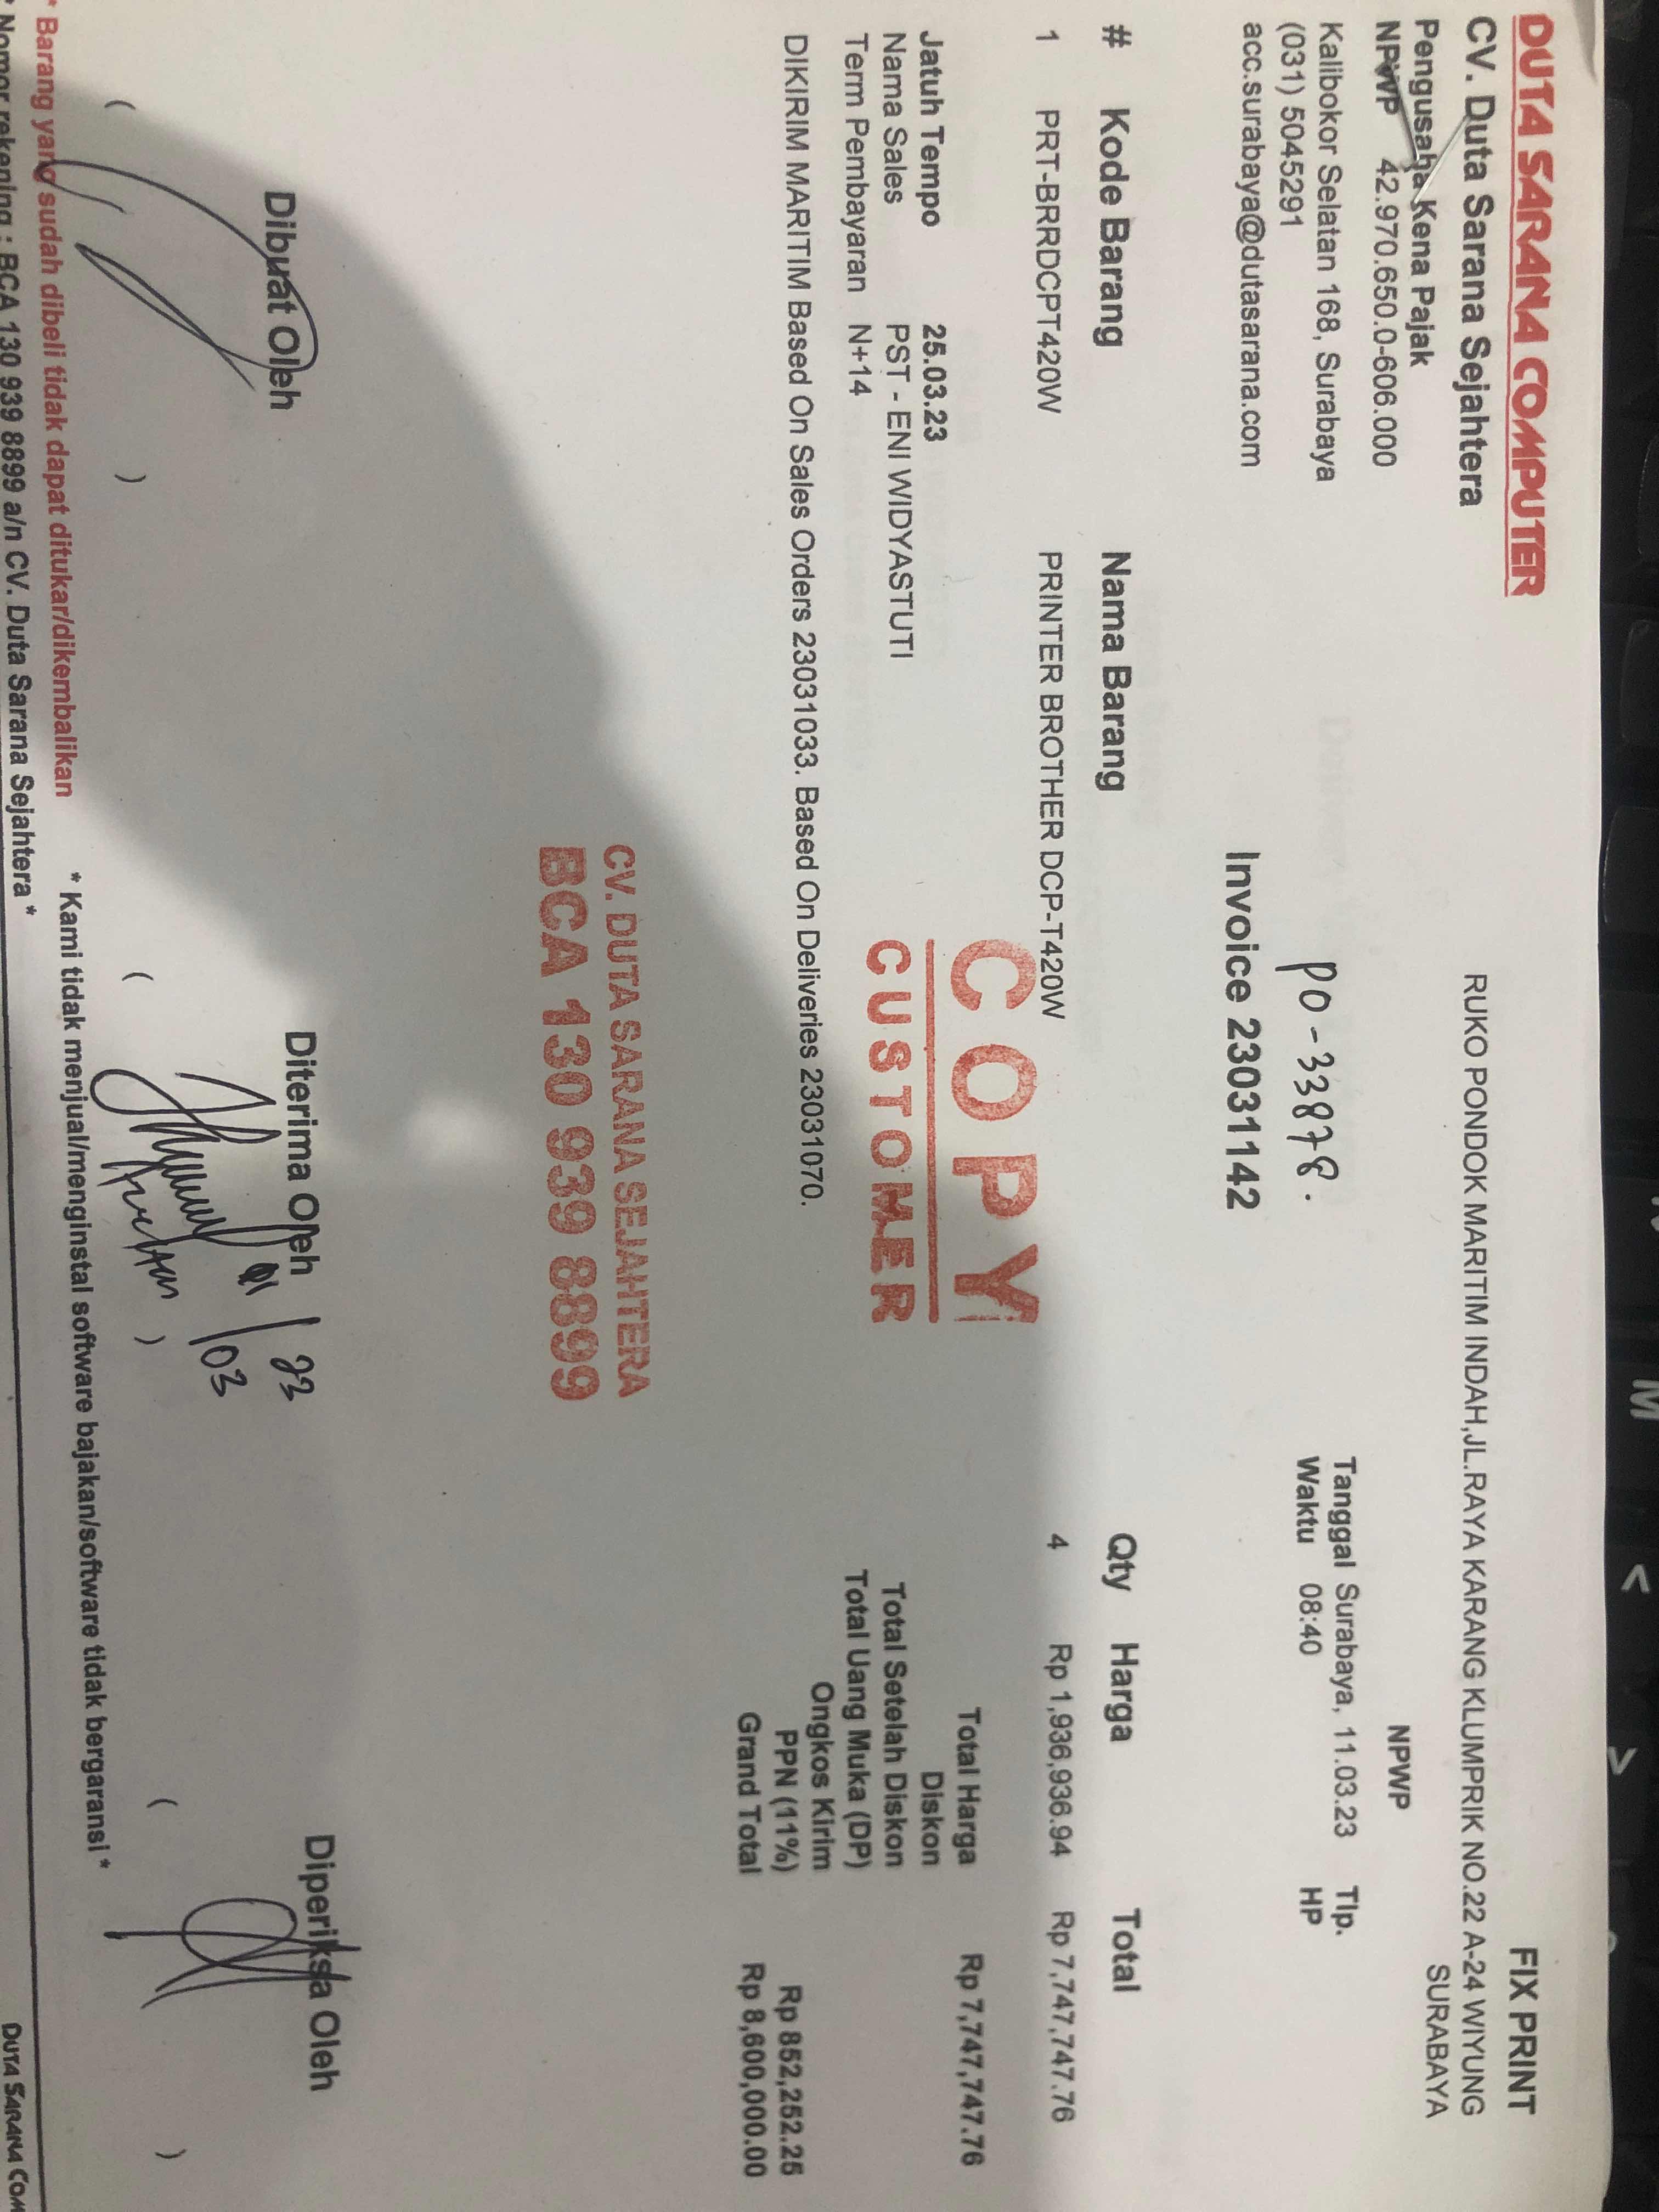 DUTA SARANA COMPUTER
CV. Duta Sarana Sejahtera
Pengusaha Kena Pajak
NPWP 42.970.650.0-606.000
Kalibokor Selatan 168, Surabaya
(031) 5045291
acc.surabaya@dutasarana.com
FIX PRINT
RUKO PONDOK MARITIM INDAH,JL.RAYA KARANG KLUMPRIK NO.22 A-24 WIYUNG
SURABAYA
NPWP
Tanggal Surabaya, 11.03.23 Tlp.
Waktu 08:40 HP
PO-33878.
Invoice 23031142
# Kode Barang Nama Barang Qty Harga Total
1 PRT-BRRDCPT420W PRINTER BROTHER DCP-T420W 4 Rp 1,936,936.94 Rp 7,747,747.76
COPY
CUSTOMER
Jatuh Tempo 25.03.23
Nama Sales PST - ENI WIDYASTUTI
Term Pembayaran N+14
DIKIRIM MARITIM Based On Sales Orders 23031033. Based On Deliveries 23031070.
Total Harga Rp 7,747,747.76
Diskon
Total Setelah Diskon
Total Uang Muka (DP)
Ongkos Kirim
PPN (11%) Rp 852,252.25
Grand Total Rp 8,600,000.00
CV. DUTA SARANA SEJAHTERA
BCA 130 939 8899
Dibuat Oleh Diterima Oleh Diperiksa Oleh
23
03
( ) ( ) ( )
* Barang yang sudah dibeli tidak dapat ditukar/dikembalikan * Kami tidak menjual/menginstal software bajakan/software tidak bergaransi *
* Nomor rekening : BCA 130 939 8899 a/n CV. Duta Sarana Sejahtera *
DUTA SARANA COM
M
<
>